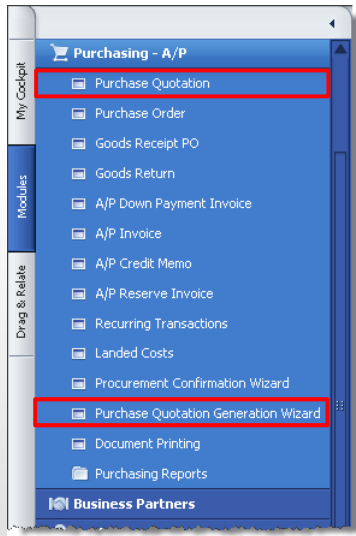 My Cockpit
Modules
Drag & Relate
Purchasing - A/P
Purchase Quotation
Purchase Order
Goods Receipt PO
Goods Return
A/P Down Payment Invoice
A/P Invoice
A/P Credit Memo
A/P Reserve Invoice
Recurring Transactions
Landed Costs
Procurement Confirmation Wizard
Purchase Quotation Generation Wizard
Document Printing
Purchasing Reports
Business Partners